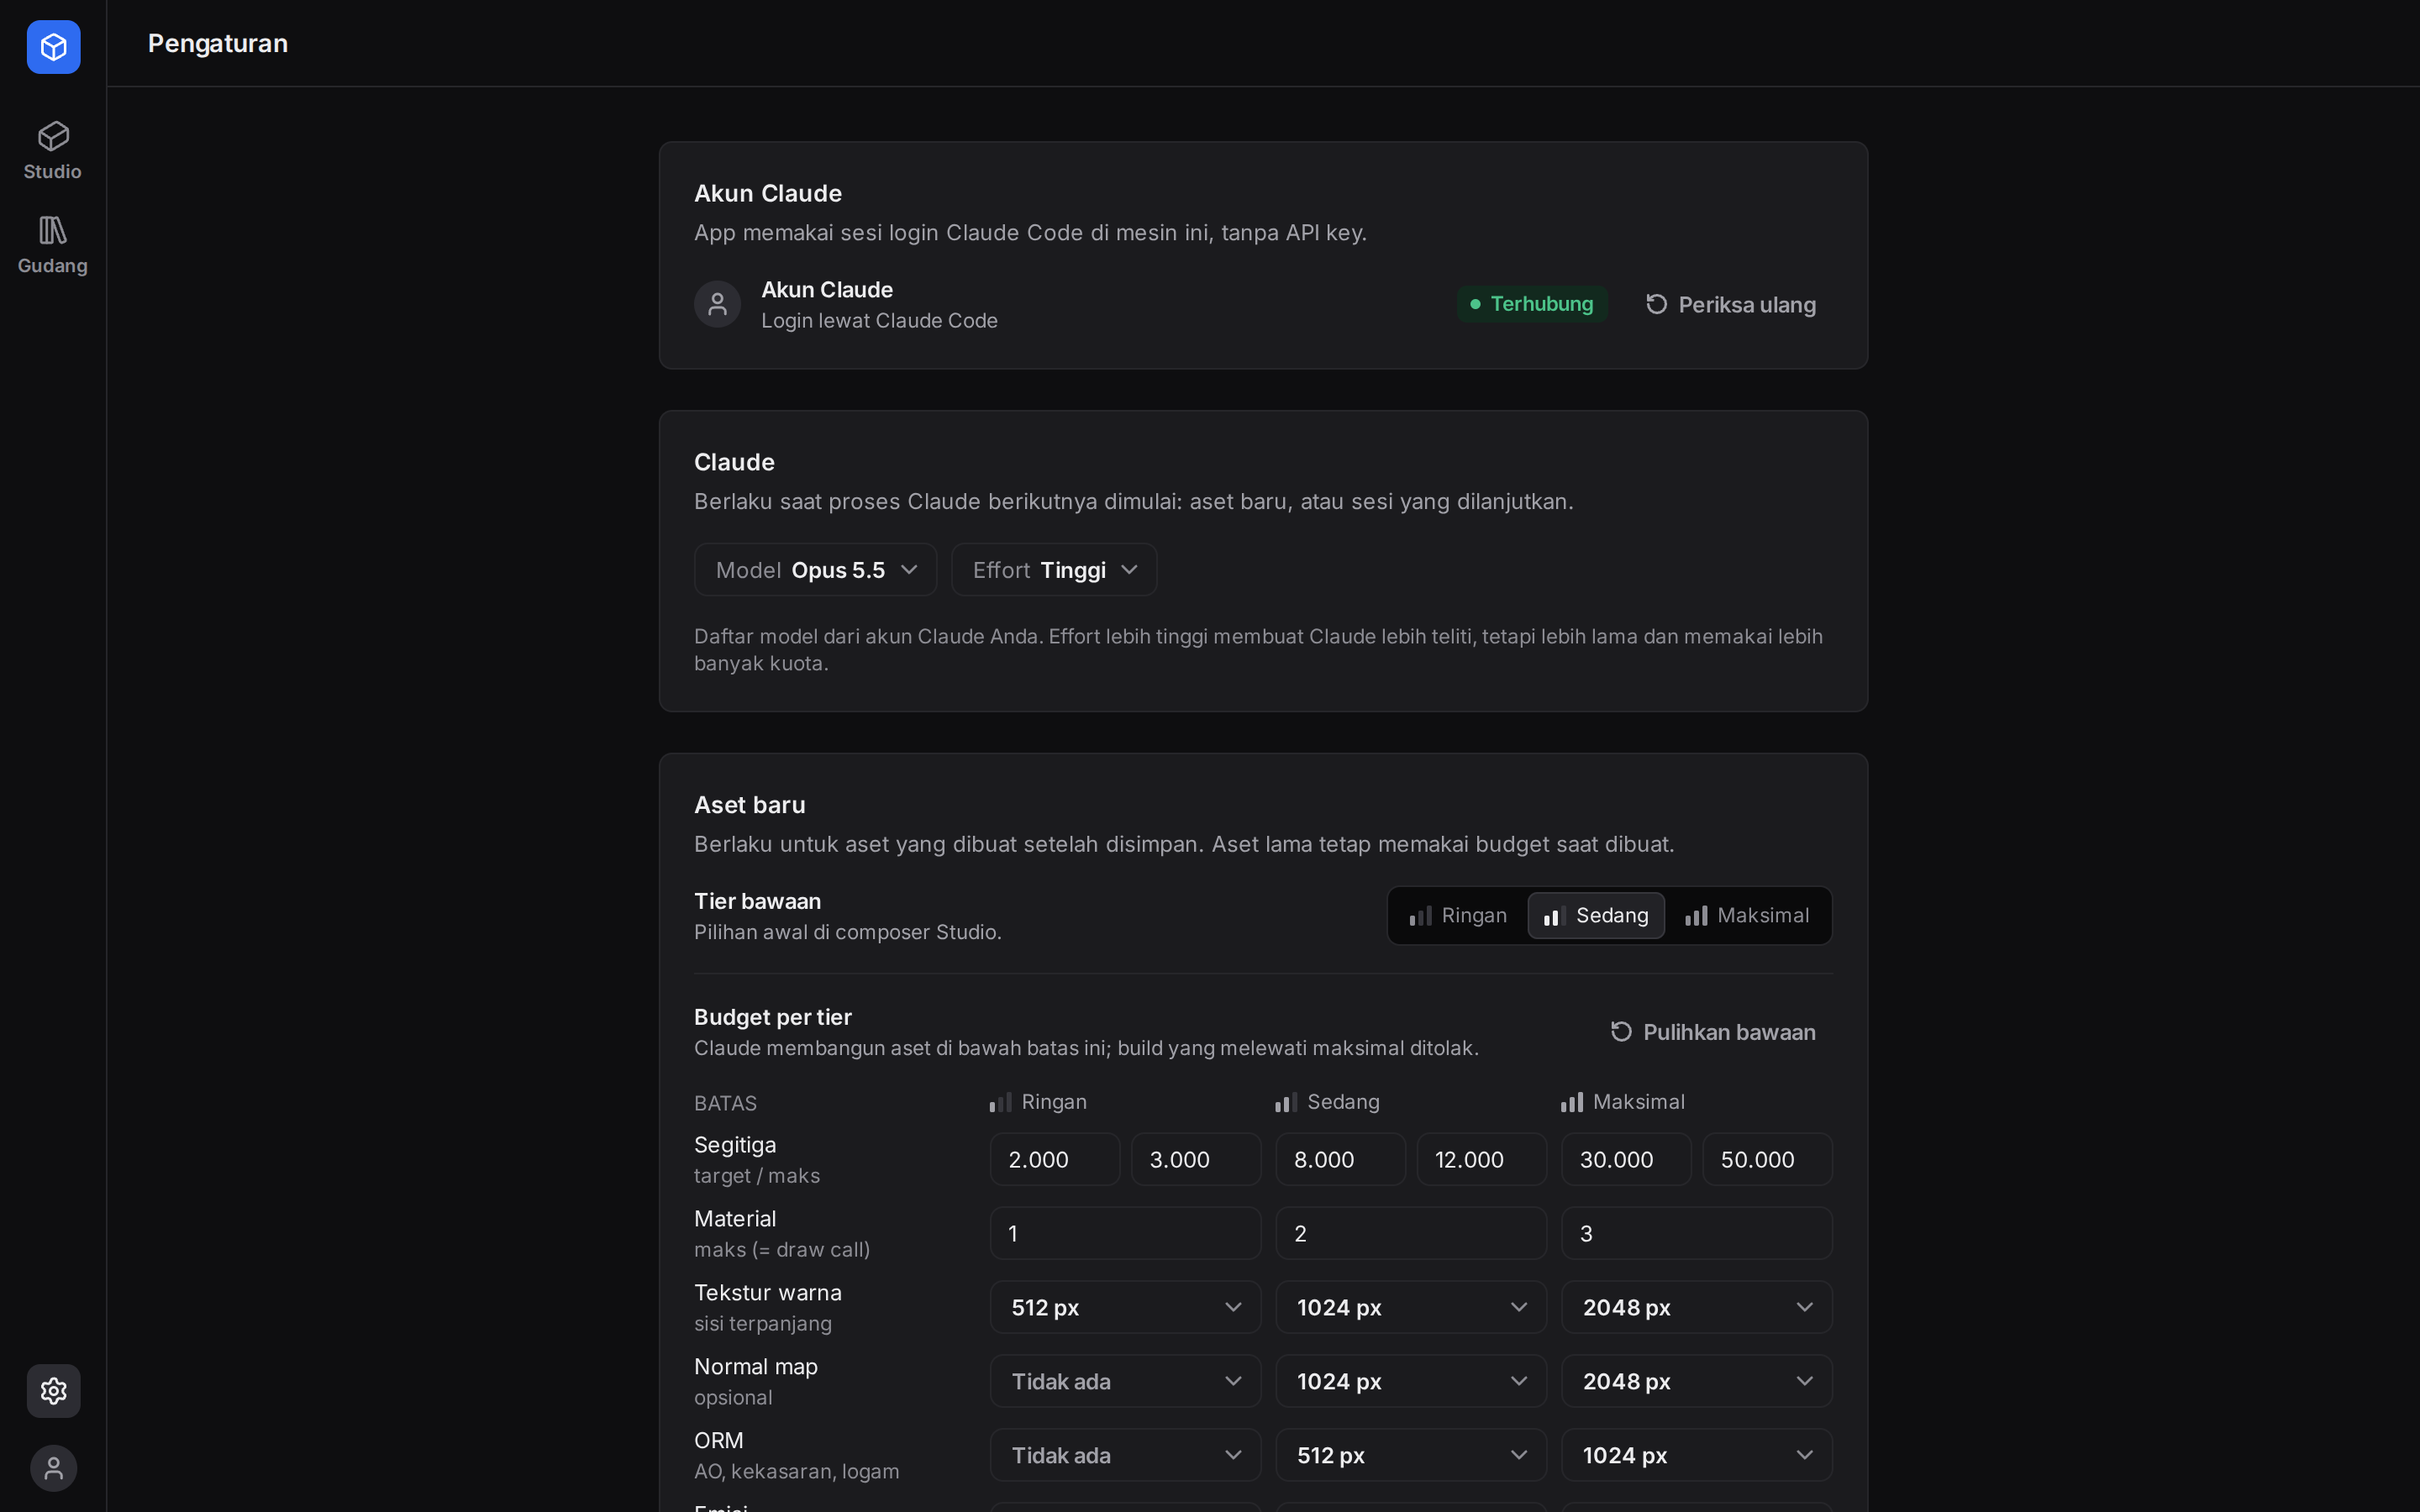 Pengaturan
Studio
Gudang
Akun Claude
App memakai sesi login Claude Code di mesin ini, tanpa API key.
Akun Claude
Login lewat Claude Code
Terhubung
Periksa ulang
Claude
Berlaku saat proses Claude berikutnya dimulai: aset baru, atau sesi yang dilanjutkan.
Model Opus 5.5
Effort Tinggi
Daftar model dari akun Claude Anda. Effort lebih tinggi membuat Claude lebih teliti, tetapi lebih lama dan memakai lebih
banyak kuota.
Aset baru
Berlaku untuk aset yang dibuat setelah disimpan. Aset lama tetap memakai budget saat dibuat.
Tier bawaan
Pilihan awal di composer Studio.
Ringan Sedang Maksimal
Budget per tier
Claude membangun aset di bawah batas ini; build yang melewati maksimal ditolak.
Pulihkan bawaan
BATAS Ringan Sedang Maksimal
Segitiga
target / maks
2.000 3.000 8.000 12.000 30.000 50.000
Material
maks (= draw call)
1 2 3
Tekstur warna
sisi terpanjang
512 px 1024 px 2048 px
Normal map
opsional
Tidak ada 1024 px 2048 px
ORM
AO, kekasaran, logam
Tidak ada 512 px 1024 px